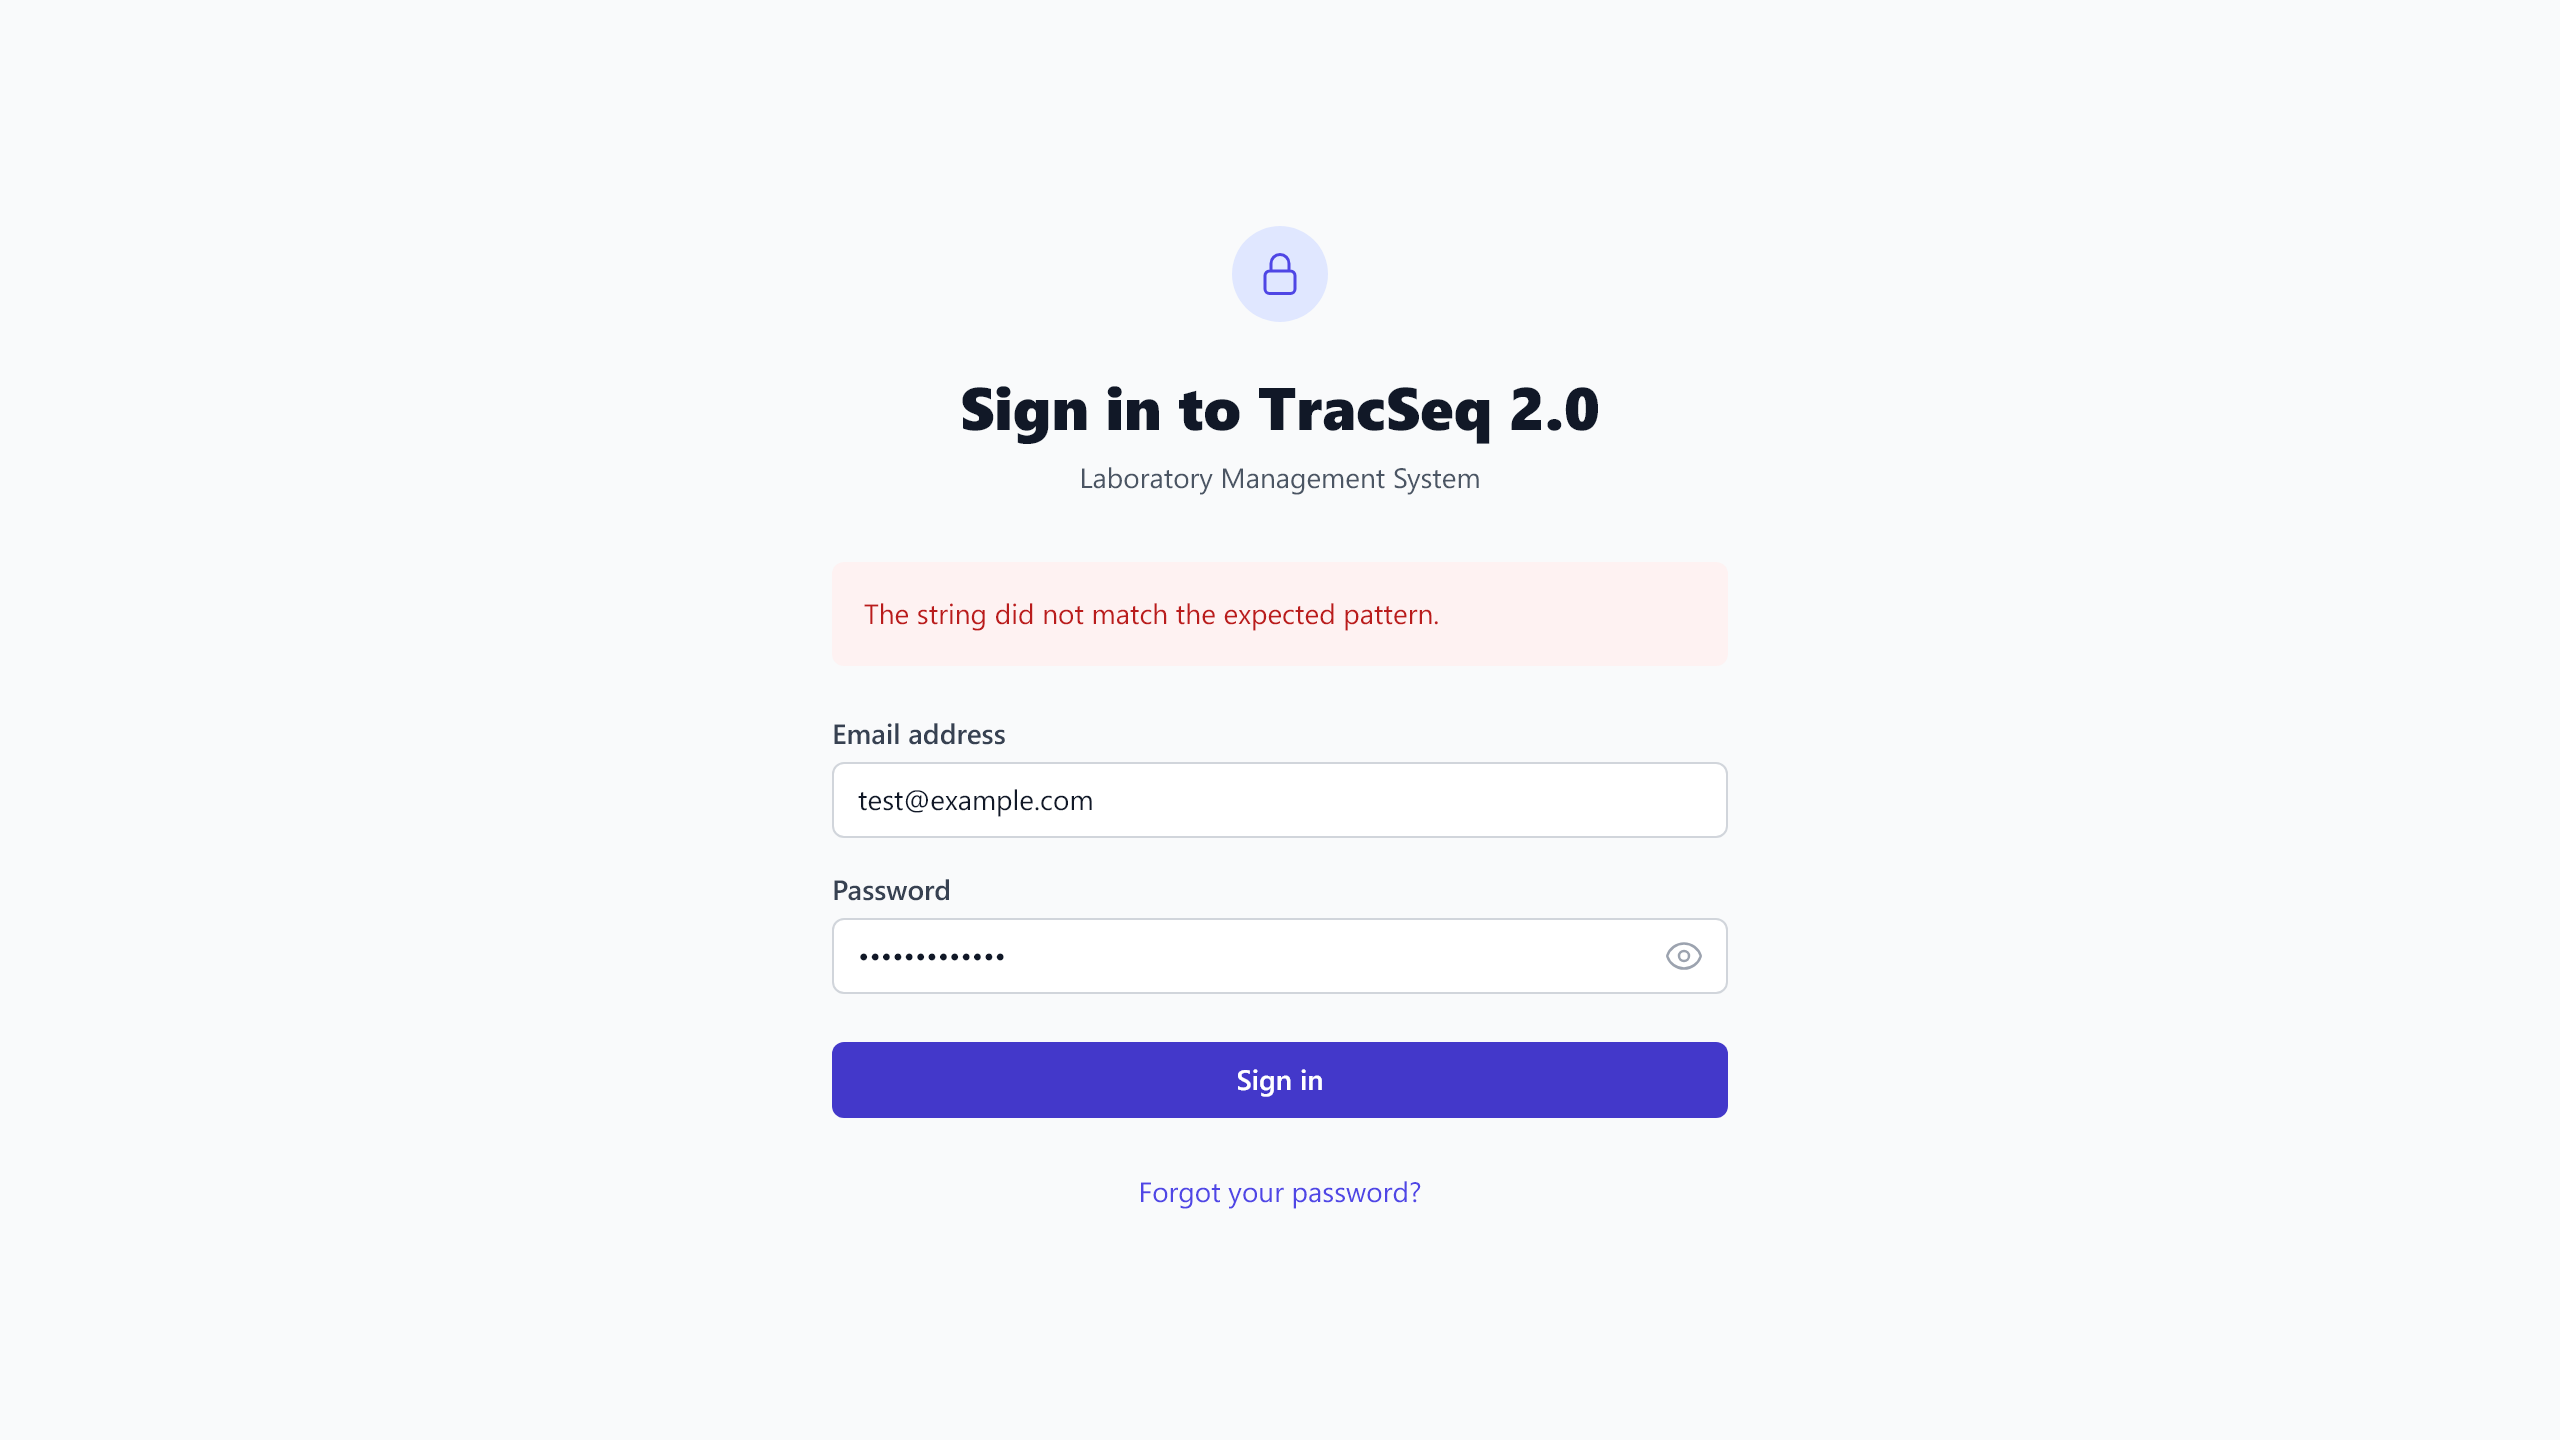 Sign in to TracSeq 2.0
Laboratory Management System
The string did not match the expected pattern.
Email address
test@example.com
Password
•••••••••••••
Sign in
Forgot your password?